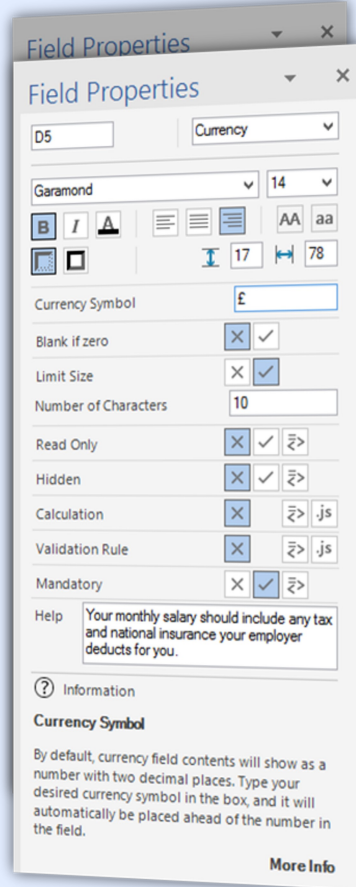 Field Properties
Field Properties
D5 Currency
Garamond 14
B I A AA aa
17 78
Currency Symbol £
Blank if zero
Limit Size
Number of Characters 10
Read Only
Hidden
Calculation .js
Validation Rule .js
Mandatory
Help Your monthly salary should include any tax
and national insurance your employer
deducts for you.
? Information
Currency Symbol
By default, currency field contents will show as a
number with two decimal places. Type your
desired currency symbol in the box, and it will
automatically be placed ahead of the number in
the field.
More Info